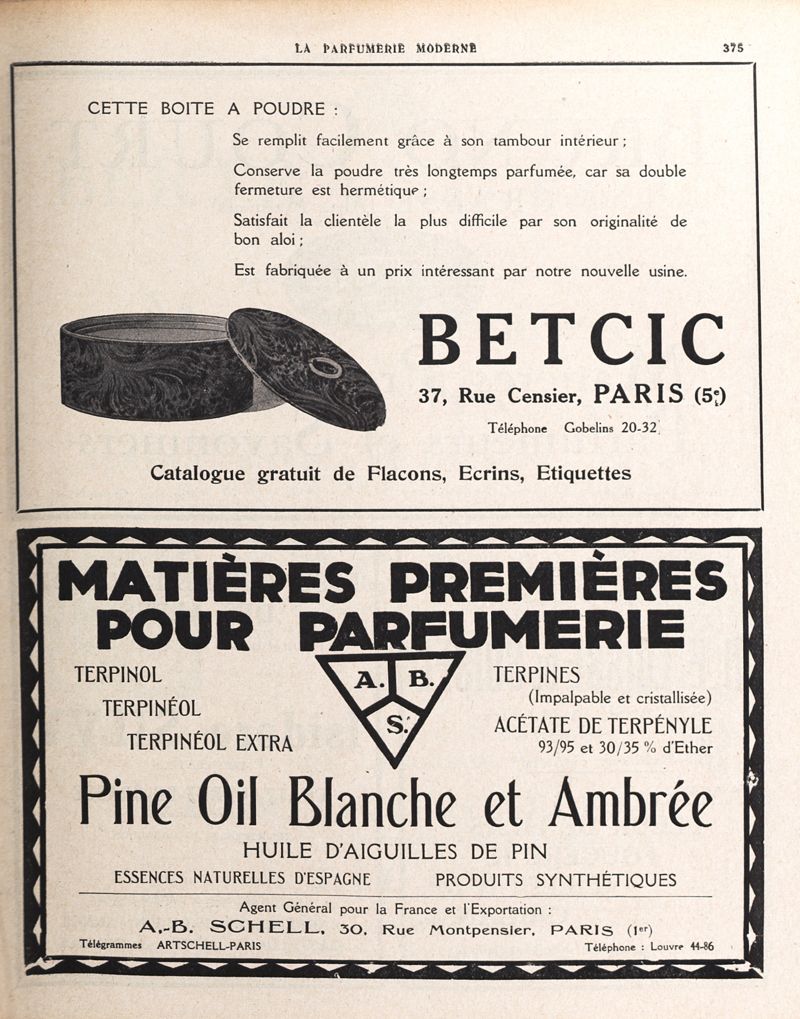 LA PARFUMERIE MODERNE 375
CETTE BOITE A POUDRE :
Se remplit facilement grâce à son tambour intérieur ;
Conserve la poudre très longtemps parfumée, car sa double
fermeture est hermétique ;
Satisfait la clientèle la plus difficile par son originalité de
bon aloi ;
Est fabriquée à un prix intéressant par notre nouvelle usine.
BETCIC
37, Rue Censier, PARIS (5e)
Téléphone Gobelins 20-32
Catalogue gratuit de Flacons, Ecrins, Etiquettes
MATIÈRES PREMIÈRES
POUR PARFUMERIE
A. B.
S.
TERPINOL
TERPINÉOL
TERPINÉOL EXTRA
TERPINES
(Impalpable et cristallisée)
ACÉTATE DE TERPÉNYLE
93/95 et 30/35 % d'Ether
Pine Oil Blanche et Ambrée
HUILE D'AIGUILLES DE PIN
ESSENCES NATURELLES D'ESPAGNE PRODUITS SYNTHÉTIQUES
Agent Général pour la France et l'Exportation :
A.-B. SCHELL, 30, Rue Montpensier, PARIS (1er)
Télégrammes ARTSCHELL-PARIS Téléphone : Louvre 44-86